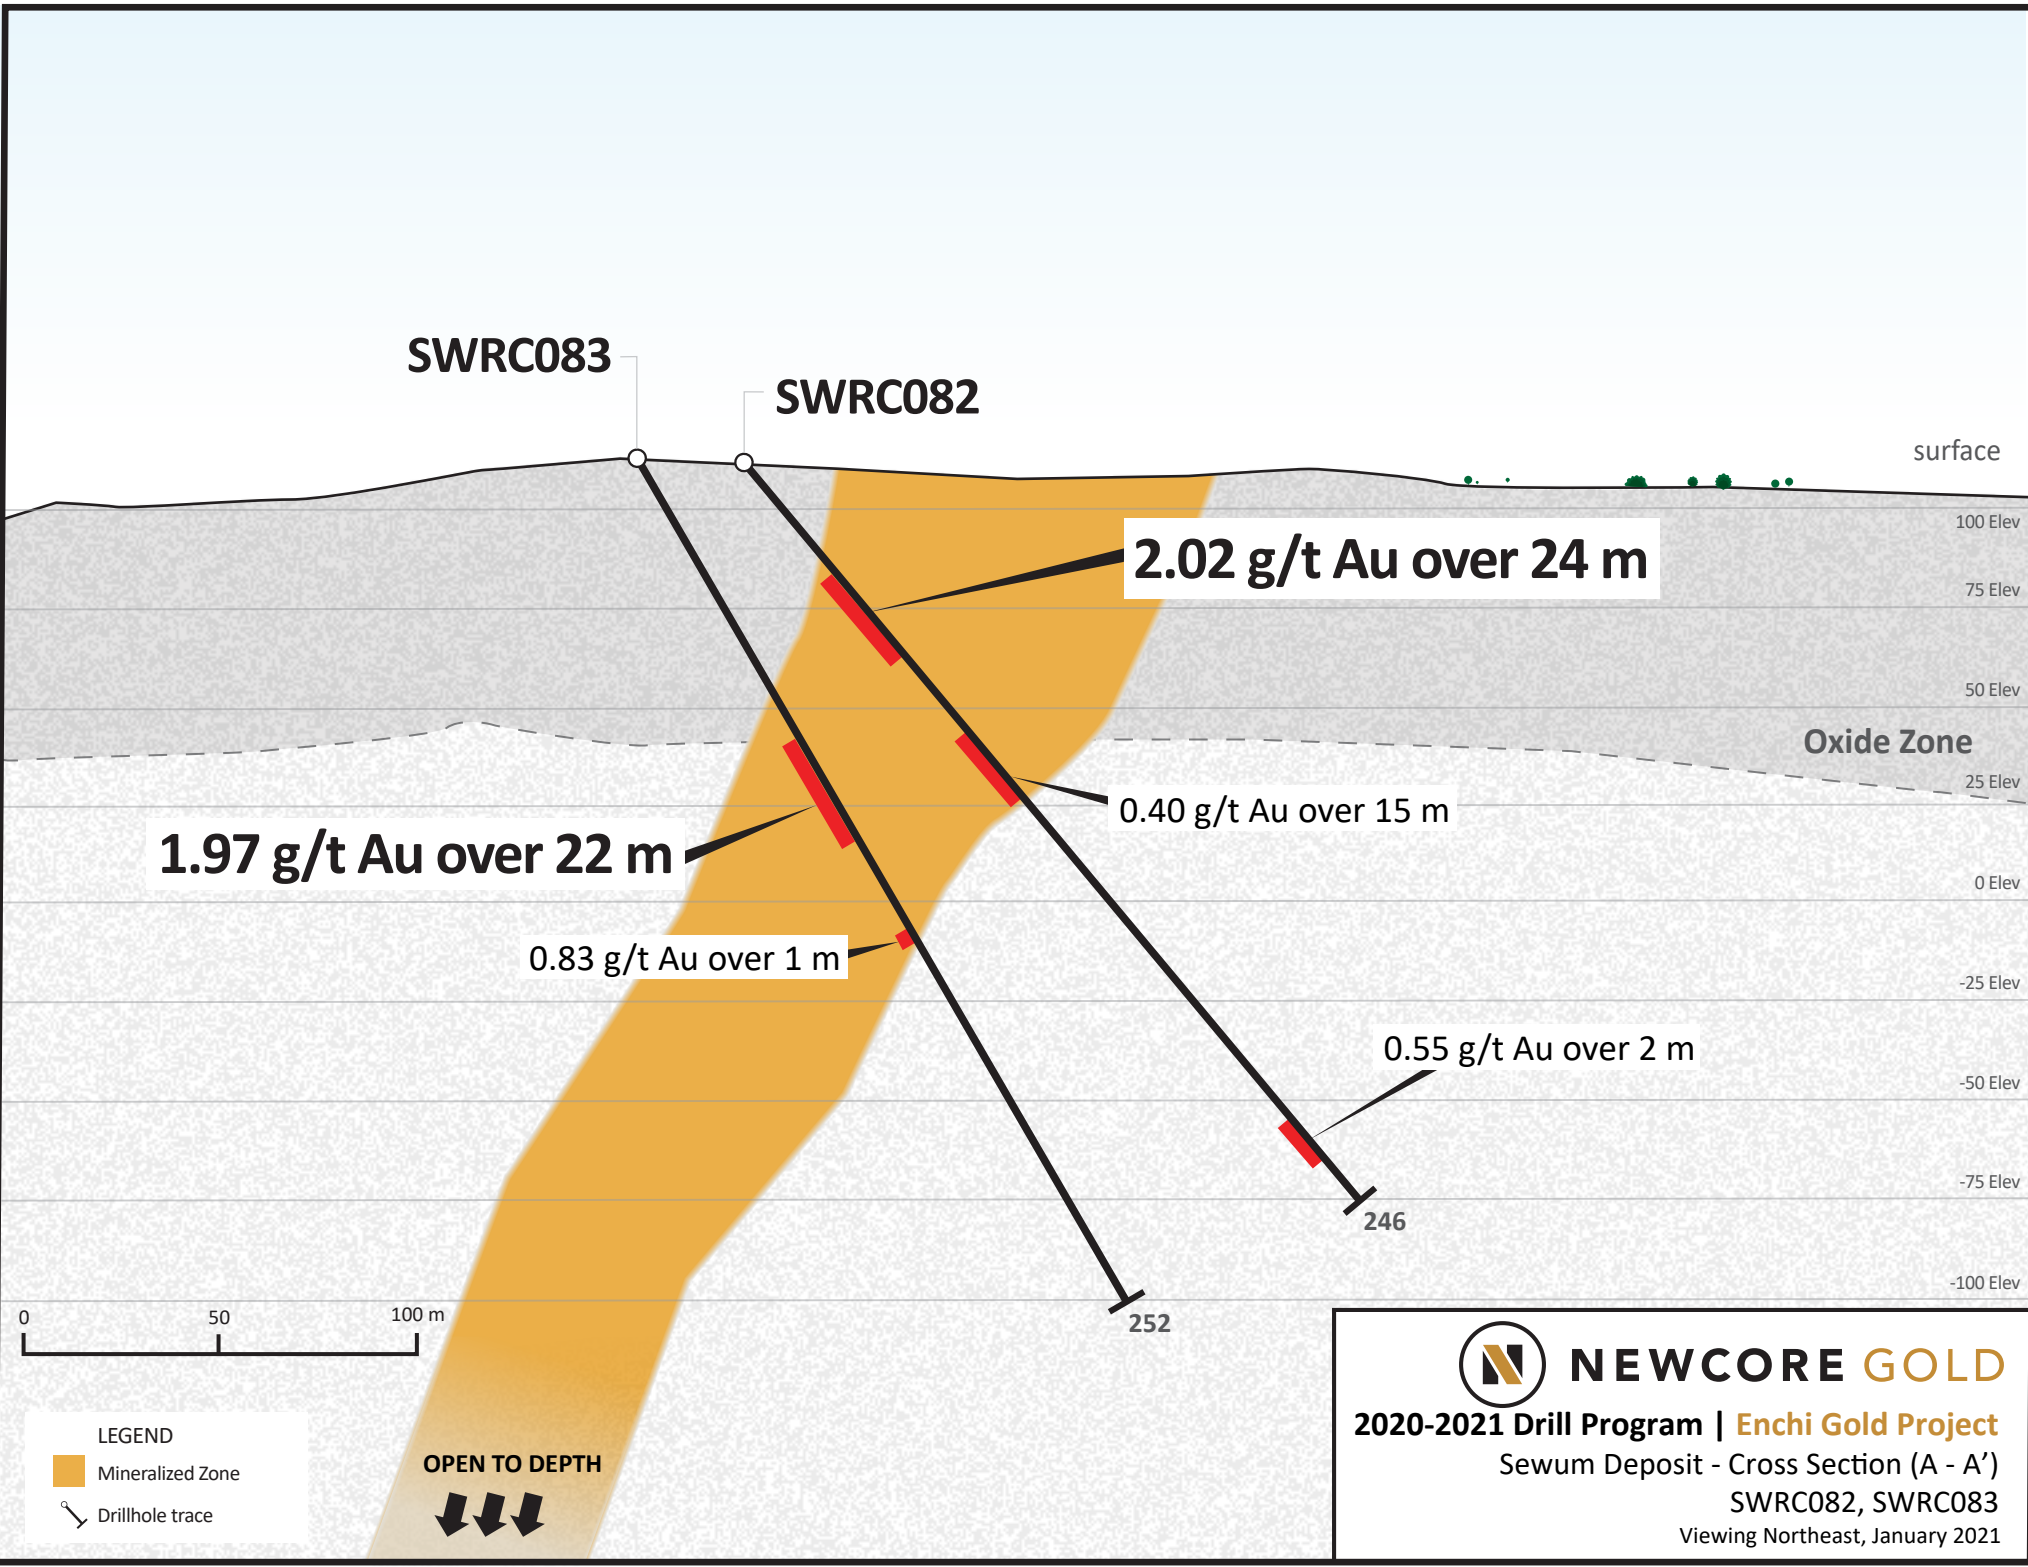 SWRC083
SWRC082
surface
100 Elev
2.02 g/t Au over 24 m
75 Elev
50 Elev
Oxide Zone
25 Elev
0.40 g/t Au over 15 m
1.97 g/t Au over 22 m
0 Elev
0.83 g/t Au over 1 m
-25 Elev
0.55 g/t Au over 2 m
-50 Elev
-75 Elev
246
-100 Elev
252
0 50 100 m
LEGEND
Mineralized Zone
Drillhole trace
OPEN TO DEPTH
N NEWCORE GOLD
2020-2021 Drill Program | Enchi Gold Project
Sewum Deposit - Cross Section (A - A’)
SWRC082, SWRC083
Viewing Northeast, January 2021